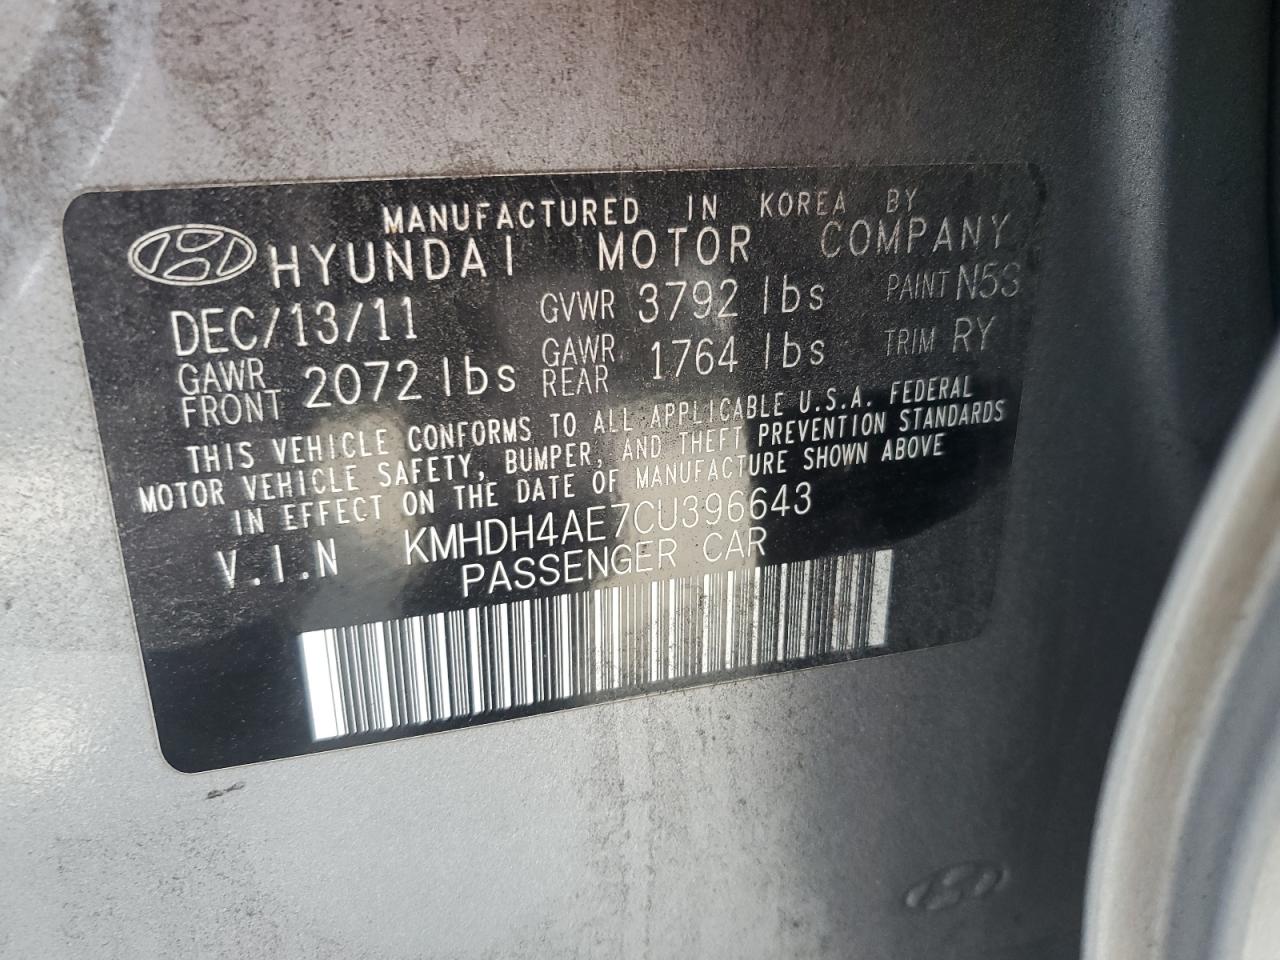 MANUFACTURED IN KOREA BY
HYUNDAI MOTOR COMPANY
DEC/13/11 GVWR 3792 lbs PAINT N5S
GAWR FRONT 2072 lbs GAWR REAR 1764 lbs TRIM RY
THIS VEHICLE CONFORMS TO ALL APPLICABLE U.S.A. FEDERAL
MOTOR VEHICLE SAFETY, BUMPER, AND THEFT PREVENTION STANDARDS
IN EFFECT ON THE DATE OF MANUFACTURE SHOWN ABOVE
V.I.N KMHDH4AE7CU396643
PASSENGER CAR